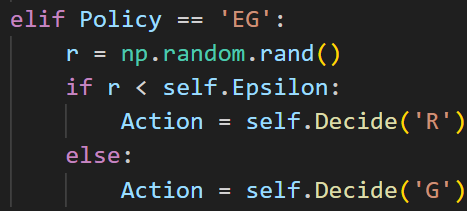 elif Policy == 'EG':
    r = np.random.rand()
    if r < self.Epsilon:
        Action = self.Decide('R')
    else:
        Action = self.Decide('G')